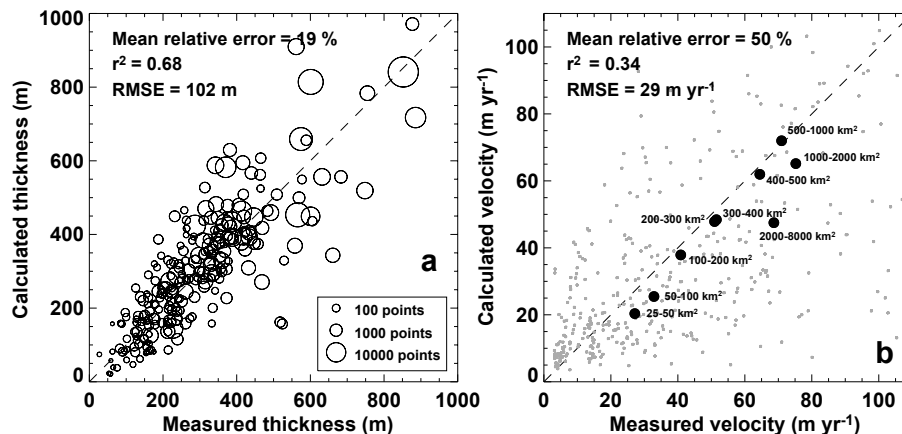 1000
800
600
400
200
0
Calculated thickness (m)
Mean relative error = 19 %
r² = 0.68
RMSE = 102 m
a
100 points
1000 points
10000 points
0 200 400 600 800 1000
Measured thickness (m)
100
80
60
40
20
0
Calculated velocity (m yr⁻¹)
Mean relative error = 50 %
r² = 0.34
RMSE = 29 m yr⁻¹
500-1000 km²
1000-2000 km²
400-500 km²
200-300 km²
300-400 km²
2000-8000 km²
100-200 km²
50-100 km²
25-50 km²
b
0 20 40 60 80 100
Measured velocity (m yr⁻¹)